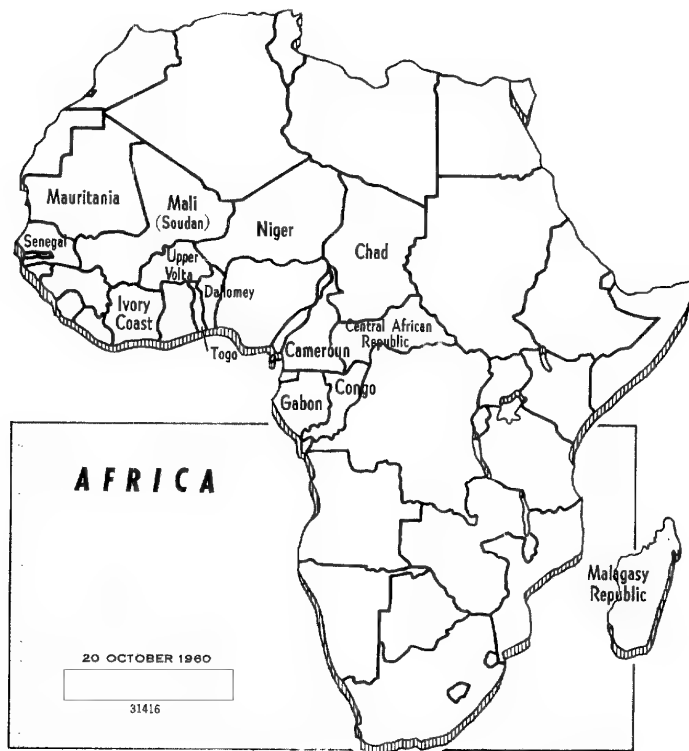 Mauritania
Mali
(Soudan)
Niger
Chad
Senegal
Upper
Volta
Dahomey
Ivory
Coast
Togo
Central African
Republic
Cameroun
Congo
Gabon
AFRICA
Malagasy
Republic
20 OCTOBER 1960
31416